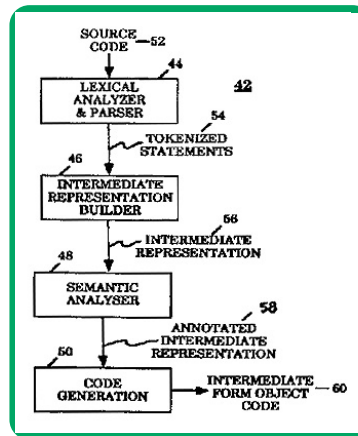 SOURCE
CODE 52
44
42
LEXICAL
ANALYZER
& PARSER
54
TOKENIZED
STATEMENTS
46
INTERMEDIATE
REPRESENTATION
BUILDER
56
INTERMEDIATE
REPRESENTATION
48
SEMANTIC
ANALYSER
58
ANNOTATED
INTERMEDIATE
REPRESENTATION
50
CODE
GENERATION
INTERMEDIATE
FORM OBJECT 60
CODE